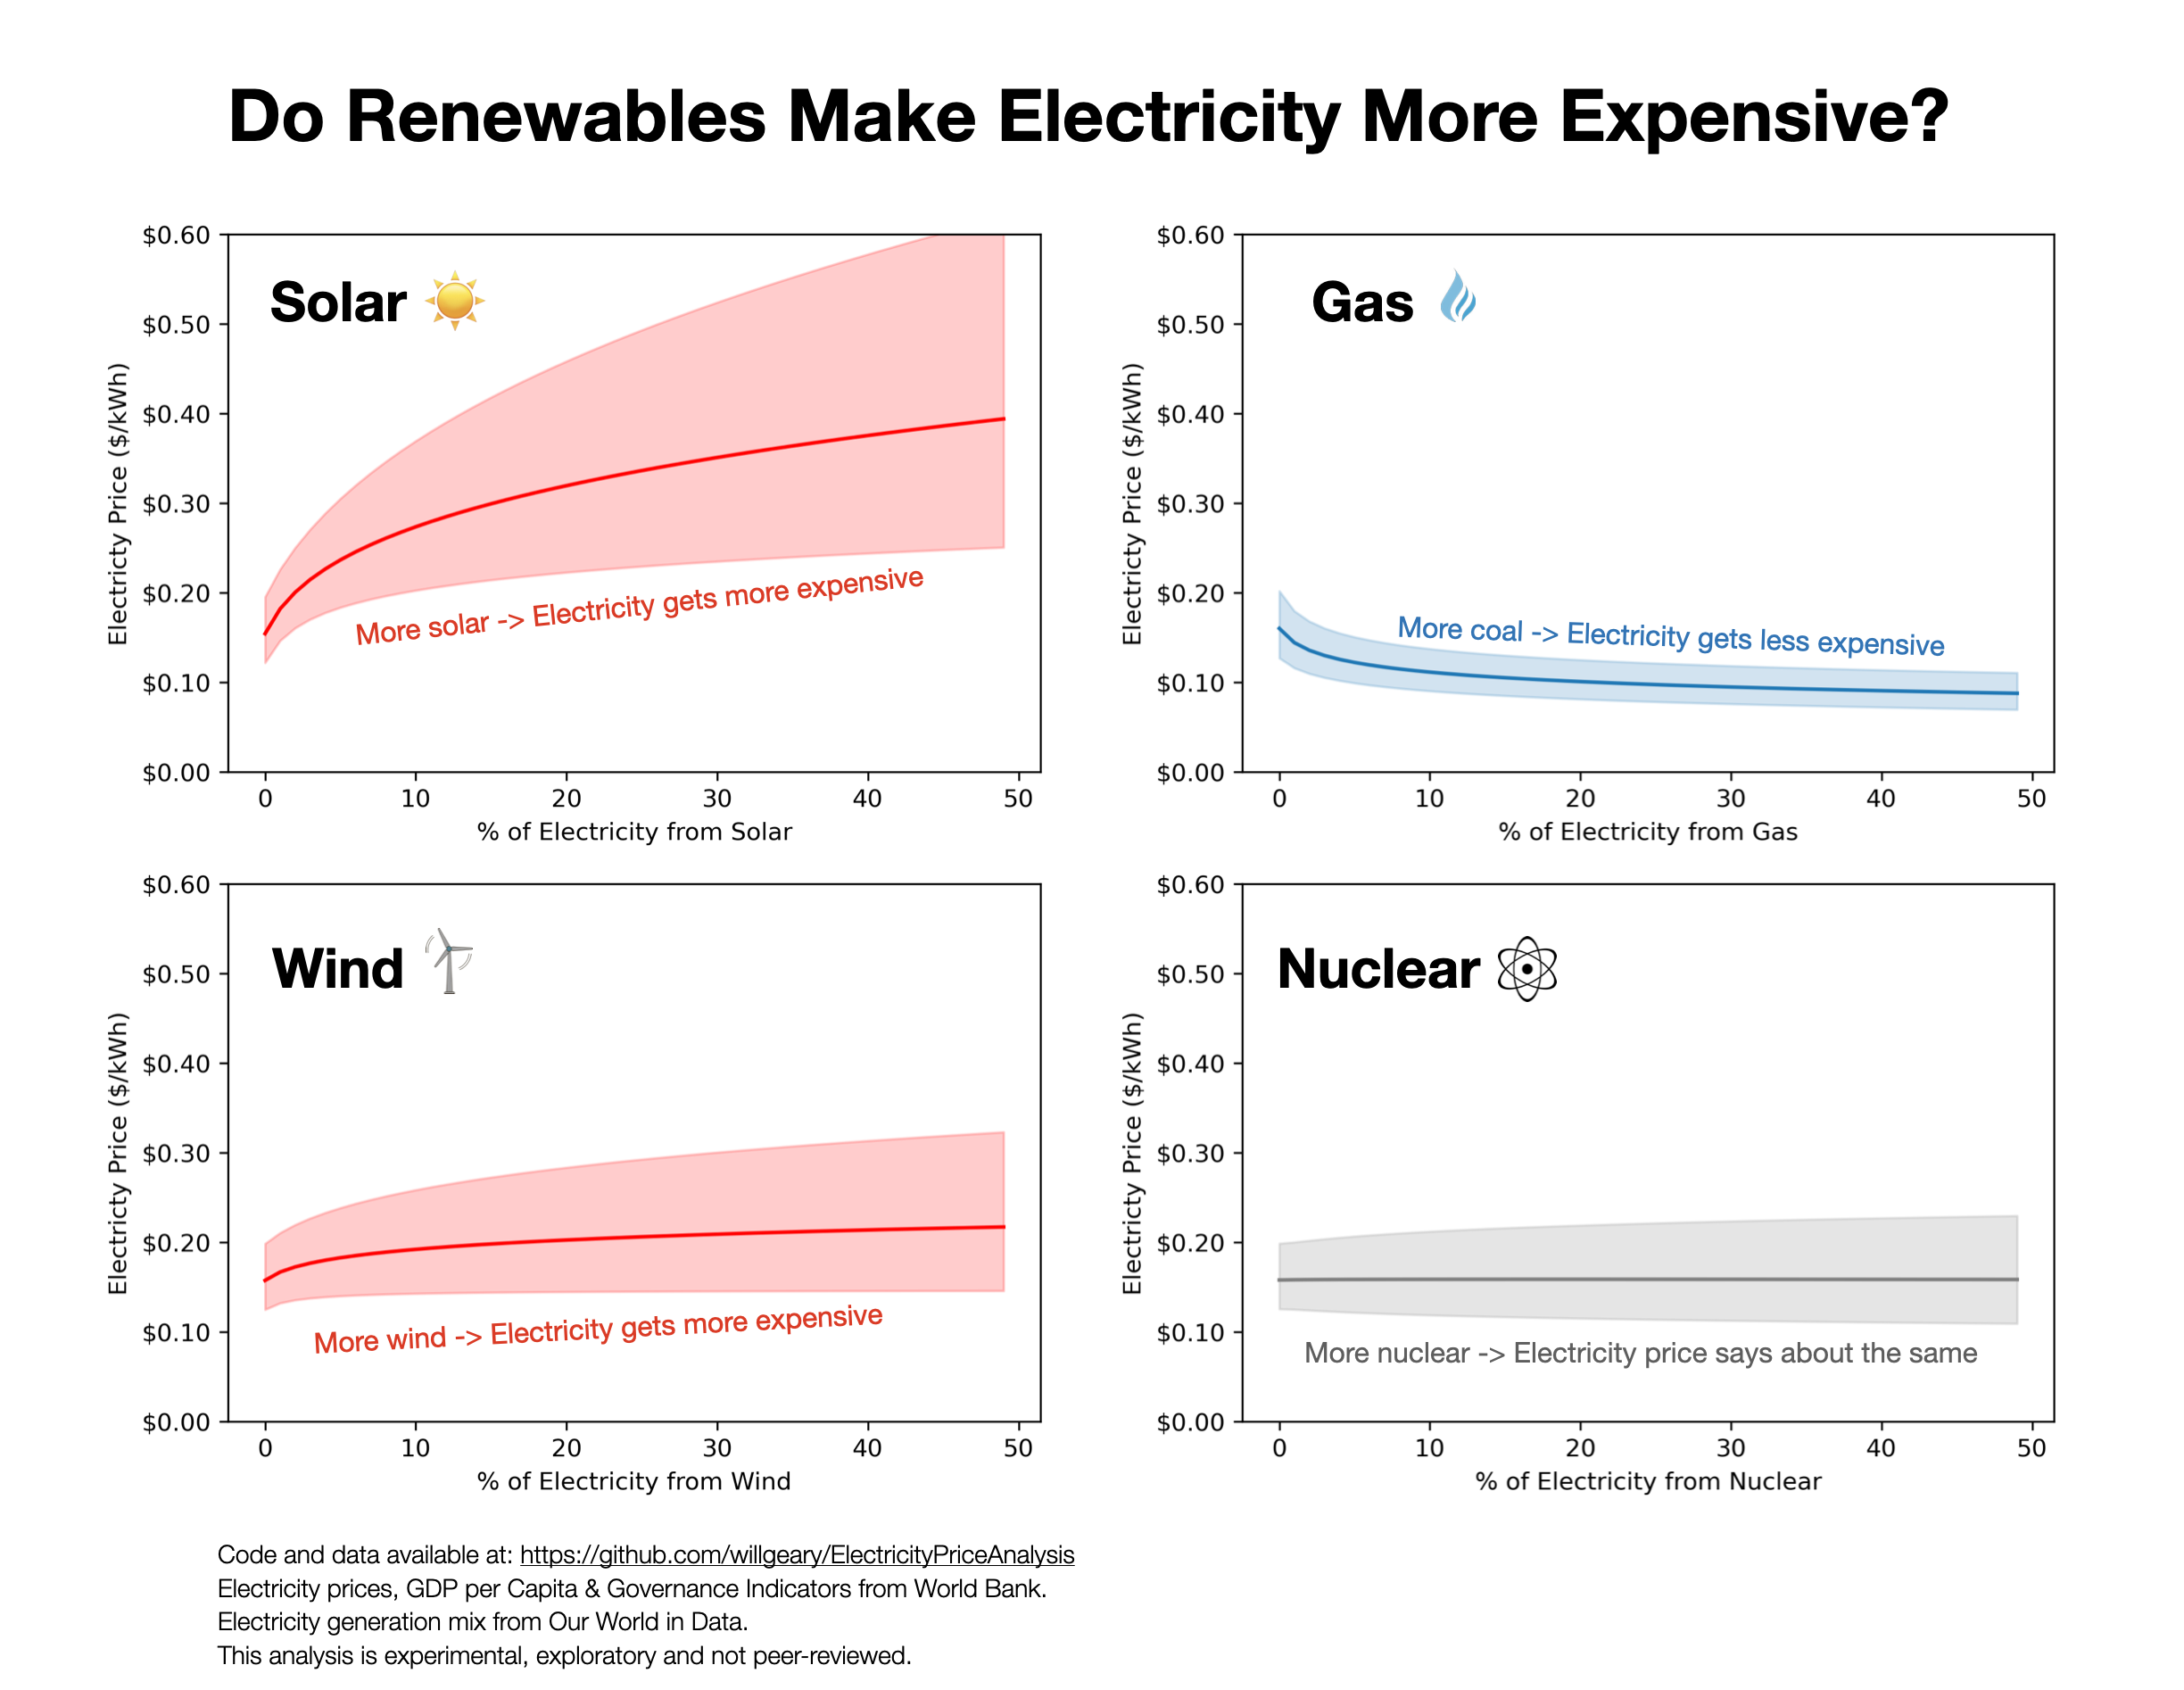 Do Renewables Make Electricity More Expensive?
Solar
Electricty Price ($/kWh)
$0.60
$0.50
$0.40
$0.30
$0.20
$0.10
$0.00
More solar -> Electricity gets more expensive
0 10 20 30 40 50
% of Electricity from Solar
Gas
Electricty Price ($/kWh)
$0.60
$0.50
$0.40
$0.30
$0.20
$0.10
$0.00
More coal -> Electricity gets less expensive
0 10 20 30 40 50
% of Electricity from Gas
Wind
Electricty Price ($/kWh)
$0.60
$0.50
$0.40
$0.30
$0.20
$0.10
$0.00
More wind -> Electricity gets more expensive
0 10 20 30 40 50
% of Electricity from Wind
Nuclear
Electricty Price ($/kWh)
$0.60
$0.50
$0.40
$0.30
$0.20
$0.10
$0.00
More nuclear -> Electricity price says about the same
0 10 20 30 40 50
% of Electricity from Nuclear
Code and data available at: https://github.com/willgeary/ElectricityPriceAnalysis
Electricity prices, GDP per Capita & Governance Indicators from World Bank.
Electricity generation mix from Our World in Data.
This analysis is experimental, exploratory and not peer-reviewed.